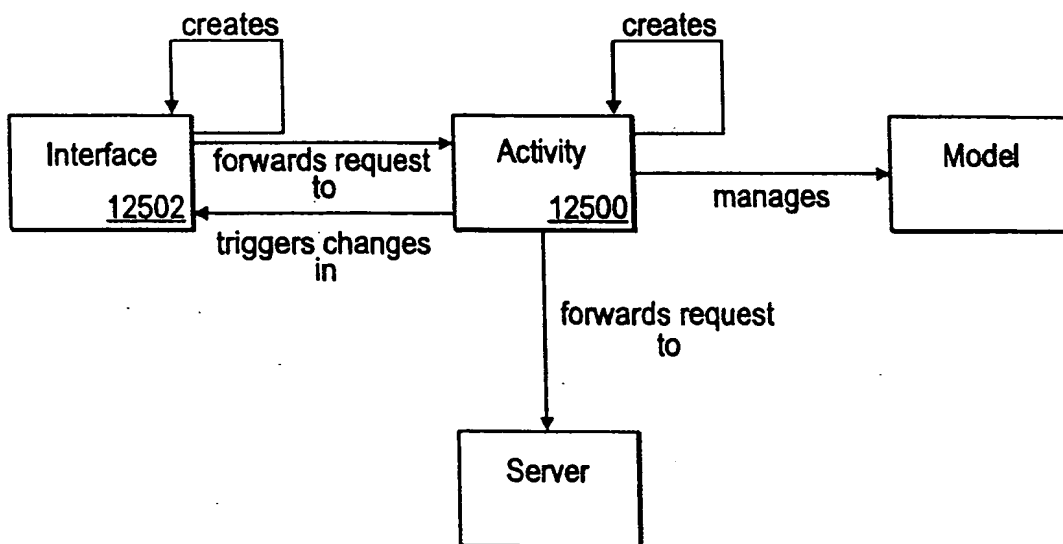 creates
creates
Interface
12502
forwards request
to
triggers changes
in
Activity
12500
manages
Model
forwards request
to
Server